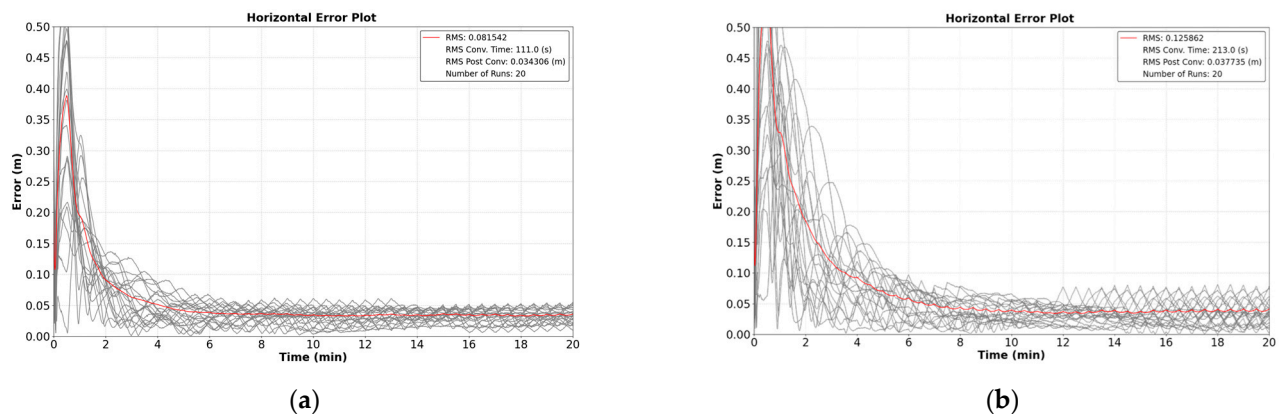 Horizontal Error Plot
RMS: 0.081542
RMS Conv. Time: 111.0 (s)
RMS Post Conv: 0.034306 (m)
Number of Runs: 20
Error (m)
0.50
0.45
0.40
0.35
0.30
0.25
0.20
0.15
0.10
0.05
0.00
0 2 4 6 8 10 12 14 16 18 20
Time (min)
(a)
Horizontal Error Plot
RMS: 0.125862
RMS Conv. Time: 213.0 (s)
RMS Post Conv: 0.037735 (m)
Number of Runs: 20
Error (m)
0.50
0.45
0.40
0.35
0.30
0.25
0.20
0.15
0.10
0.05
0.00
0 2 4 6 8 10 12 14 16 18 20
Time (min)
(b)